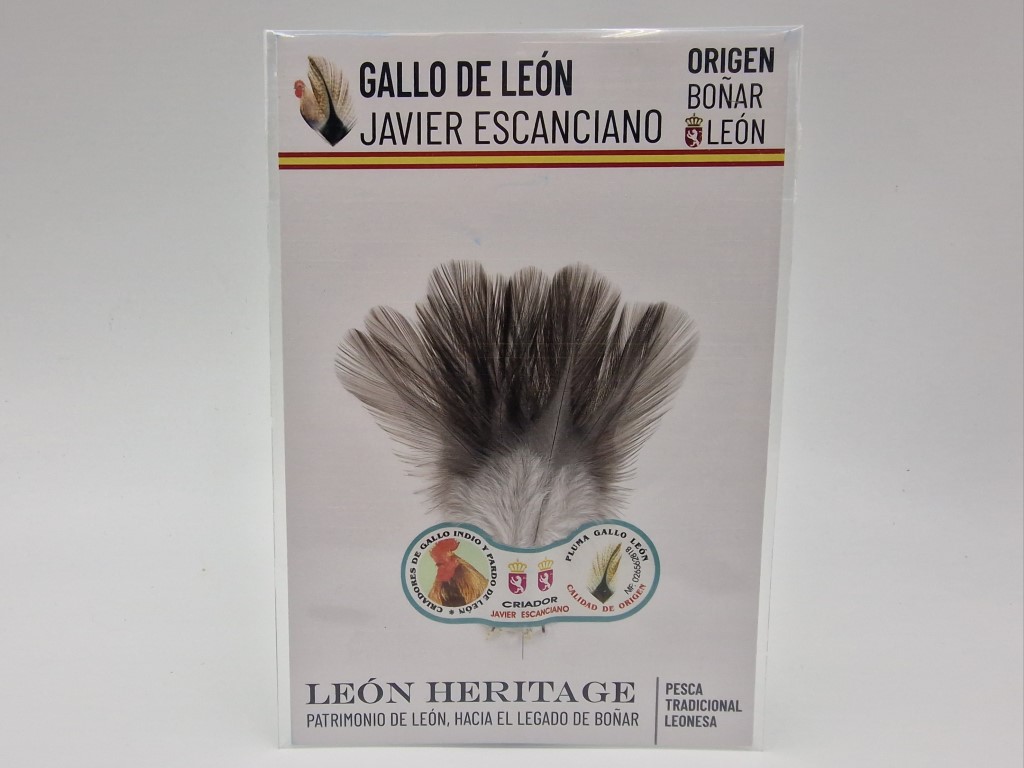 GALLO DE LEÓN
JAVIER ESCANCIANO
ORIGEN
BOÑAR
LEÓN
CRIADORES DE GALLO INDIO Y PARDO DE LEÓN *
CRIADOR
JAVIER ESCANCIANO
PLUMA GALLO LEÓN
CALIDAD DE ORIGEN
LEÓN HERITAGE
PATRIMONIO DE LEÓN, HACIA EL LEGADO DE BOÑAR
PESCA
TRADICIONAL
LEONESA